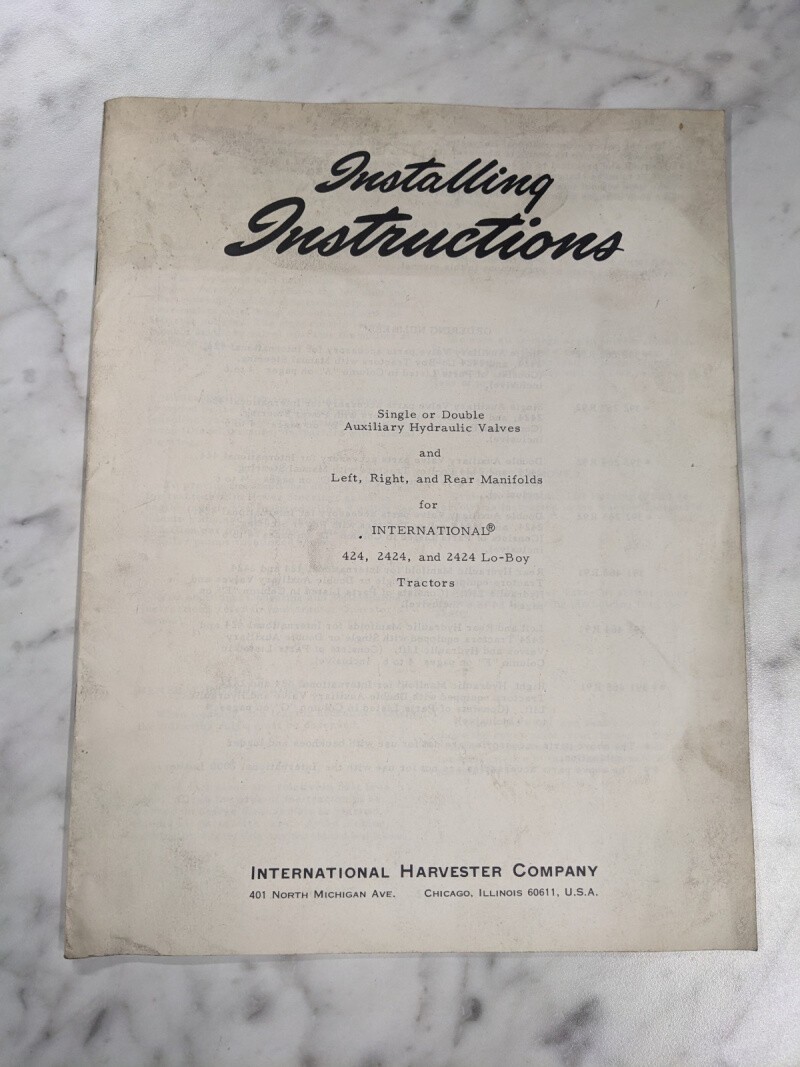 Installing
Instructions
Single or Double
Auxiliary Hydraulic Valves
and
Left, Right, and Rear Manifolds
for
INTERNATIONAL®
424, 2424, and 2424 Lo-Boy
Tractors
INTERNATIONAL HARVESTER COMPANY
401 NORTH MICHIGAN AVE. CHICAGO, ILLINOIS 60611, U.S.A.